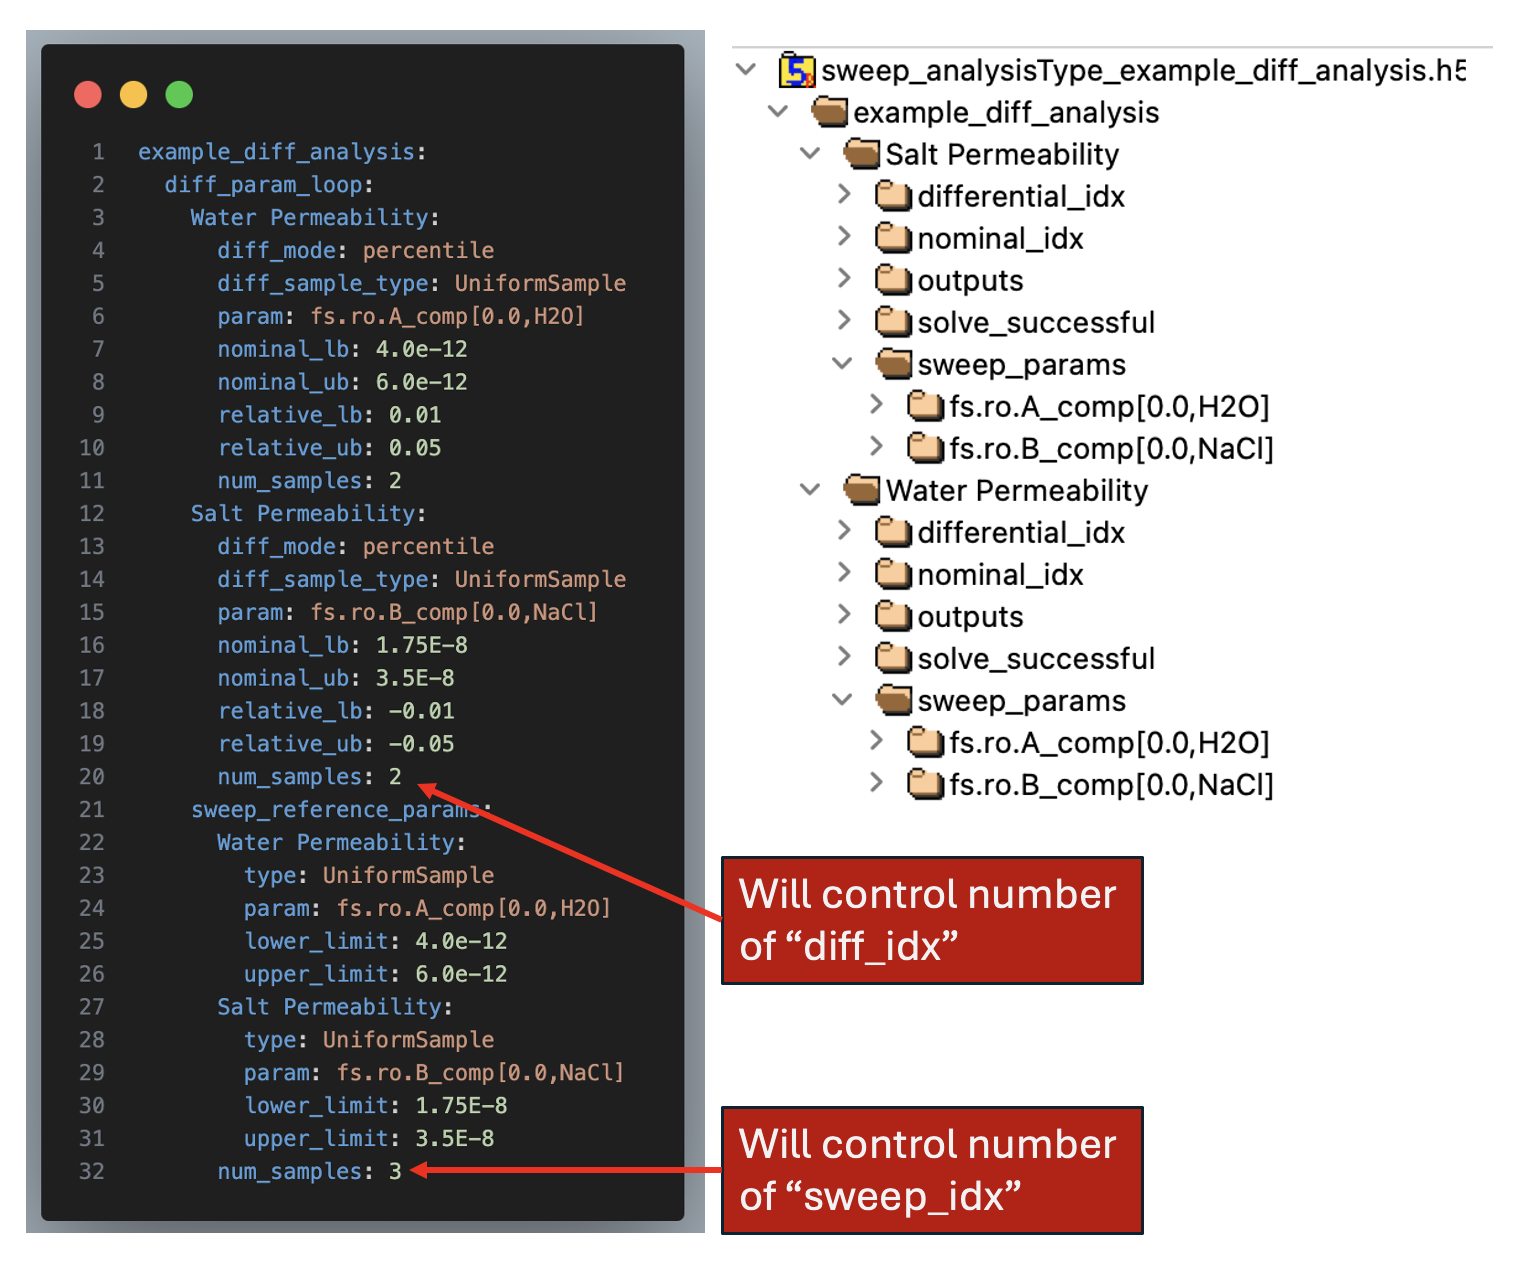 1 example_diff_analysis:
2 diff_param_loop:
3 Water Permeability:
4 diff_mode: percentile
5 diff_sample_type: UniformSample
6 param: fs.ro.A_comp[0.0,H2O]
7 nominal_lb: 4.0e-12
8 nominal_ub: 6.0e-12
9 relative_lb: 0.01
10 relative_ub: 0.05
11 num_samples: 2
12 Salt Permeability:
13 diff_mode: percentile
14 diff_sample_type: UniformSample
15 param: fs.ro.B_comp[0.0,NaCl]
16 nominal_lb: 1.75E-8
17 nominal_ub: 3.5E-8
18 relative_lb: -0.01
19 relative_ub: -0.05
20 num_samples: 2
21 sweep_reference_params:
22 Water Permeability:
23 type: UniformSample
24 param: fs.ro.A_comp[0.0,H2O]
25 lower_limit: 4.0e-12
26 upper_limit: 6.0e-12
27 Salt Permeability:
28 type: UniformSample
29 param: fs.ro.B_comp[0.0,NaCl]
30 lower_limit: 1.75E-8
31 upper_limit: 3.5E-8
32 num_samples: 3
sweep_analysisType_example_diff_analysis.h5
example_diff_analysis
Salt Permeability
differential_idx
nominal_idx
outputs
solve_successful
sweep_params
fs.ro.A_comp[0.0,H2O]
fs.ro.B_comp[0.0,NaCl]
Water Permeability
differential_idx
nominal_idx
outputs
solve_successful
sweep_params
fs.ro.A_comp[0.0,H2O]
fs.ro.B_comp[0.0,NaCl]
Will control number
of “diff_idx”
Will control number
of “sweep_idx”